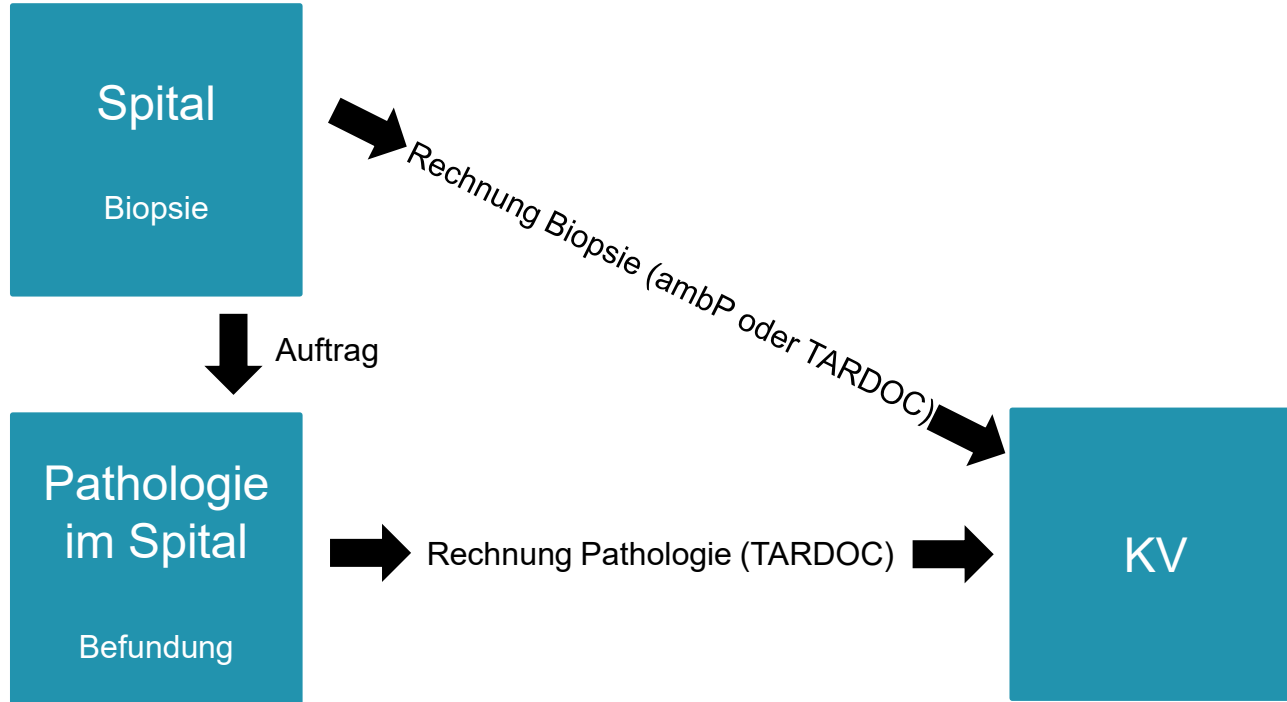 Spital
Biopsie
Rechnung Biopsie (ambP oder TARDOC)
Auftrag
Pathologie
im Spital
Befundung
Rechnung Pathologie (TARDOC)
KV